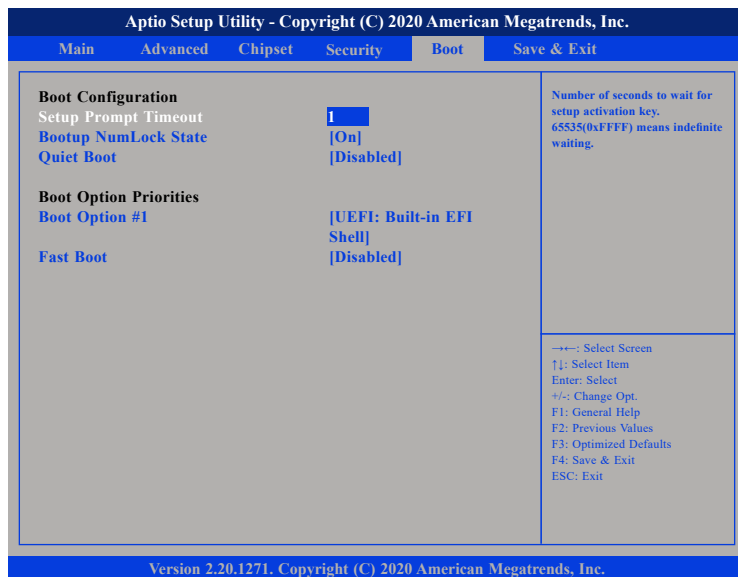 Aptio Setup Utility - Copyright (C) 2020 American Megatrends, Inc.
Main Advanced Chipset Security Boot Save & Exit
Boot Configuration
Setup Prompt Timeout 1
Bootup NumLock State [On]
Quiet Boot [Disabled]
Boot Option Priorities
Boot Option #1 [UEFI: Built-in EFI
Shell]
Fast Boot [Disabled]
Number of seconds to wait for
setup activation key.
65535(0xFFFF) means indefinite
waiting.
→←: Select Screen
↑↓: Select Item
Enter: Select
+/-: Change Opt.
F1: General Help
F2: Previous Values
F3: Optimized Defaults
F4: Save & Exit
ESC: Exit
Version 2.20.1271. Copyright (C) 2020 American Megatrends, Inc.